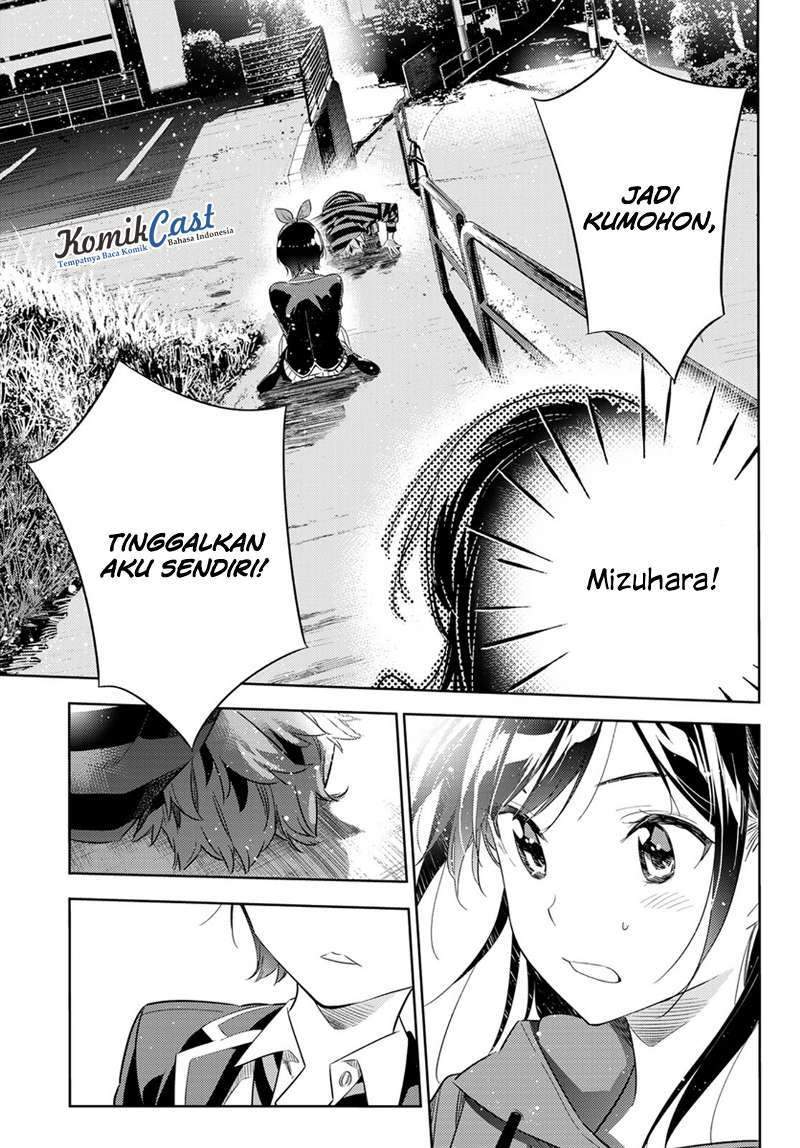 JADI
KUMOHON,
KomikCast
Tempatnya Baca Komik Bahasa Indonesia
Mizuhara!
TINGGALKAN
AKU SENDIRI!